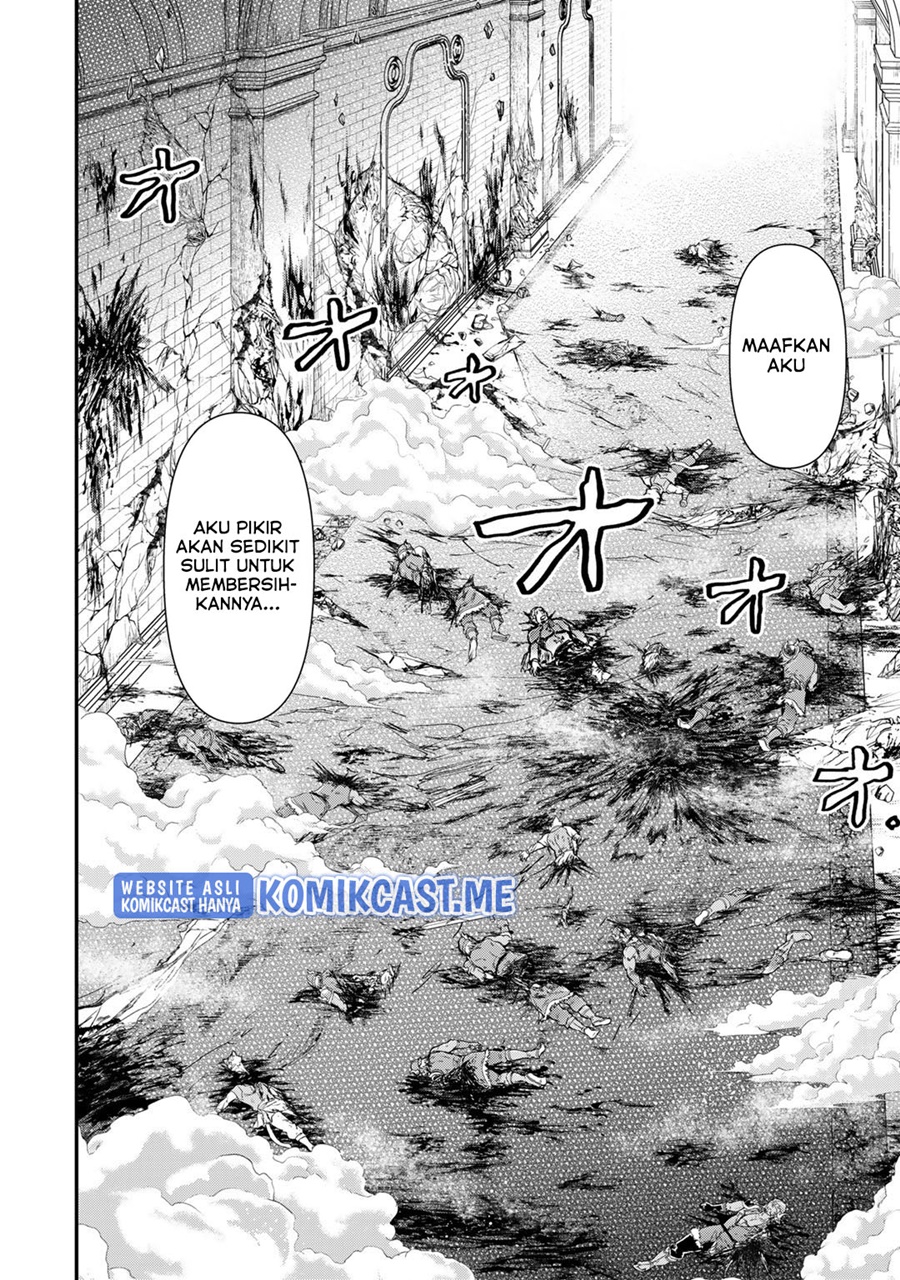 MAAFKAN
AKU
AKU PIKIR
AKAN SEDIKIT
SULIT UNTUK
MEMBERSIH-
KANNYA...
オ
オ
オ
オ
オ
オ
WEBSITE ASLI
KOMIKCAST HANYA
KOMIKCAST.ME